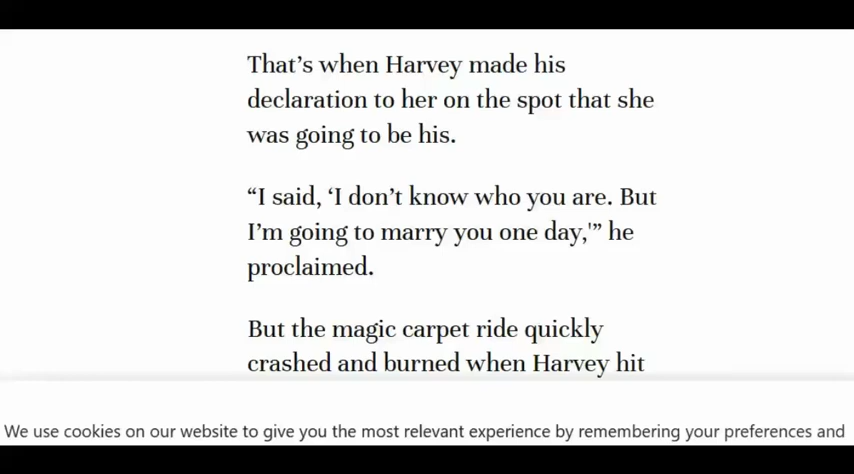 That’s when Harvey made his
declaration to her on the spot that she
was going to be his.
“I said, ‘I don’t know who you are. But
I’m going to marry you one day,'” he
proclaimed.
But the magic carpet ride quickly
crashed and burned when Harvey hit
We use cookies on our website to give you the most relevant experience by remembering your preferences and